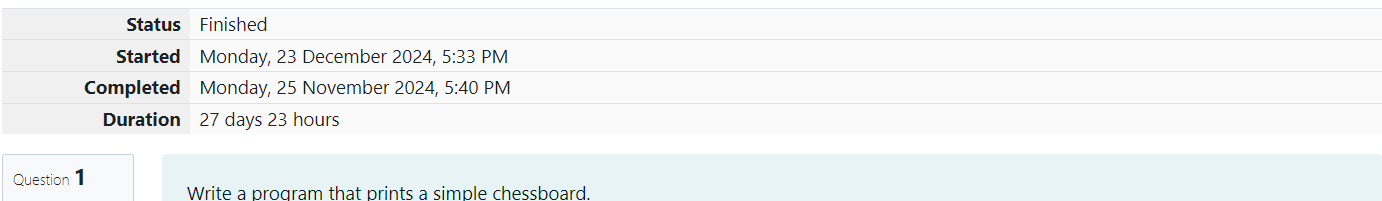 Status Finished
Started Monday, 23 December 2024, 5:33 PM
Completed Monday, 25 November 2024, 5:40 PM
Duration 27 days 23 hours
Question 1
Write a program that prints a simple chessboard.